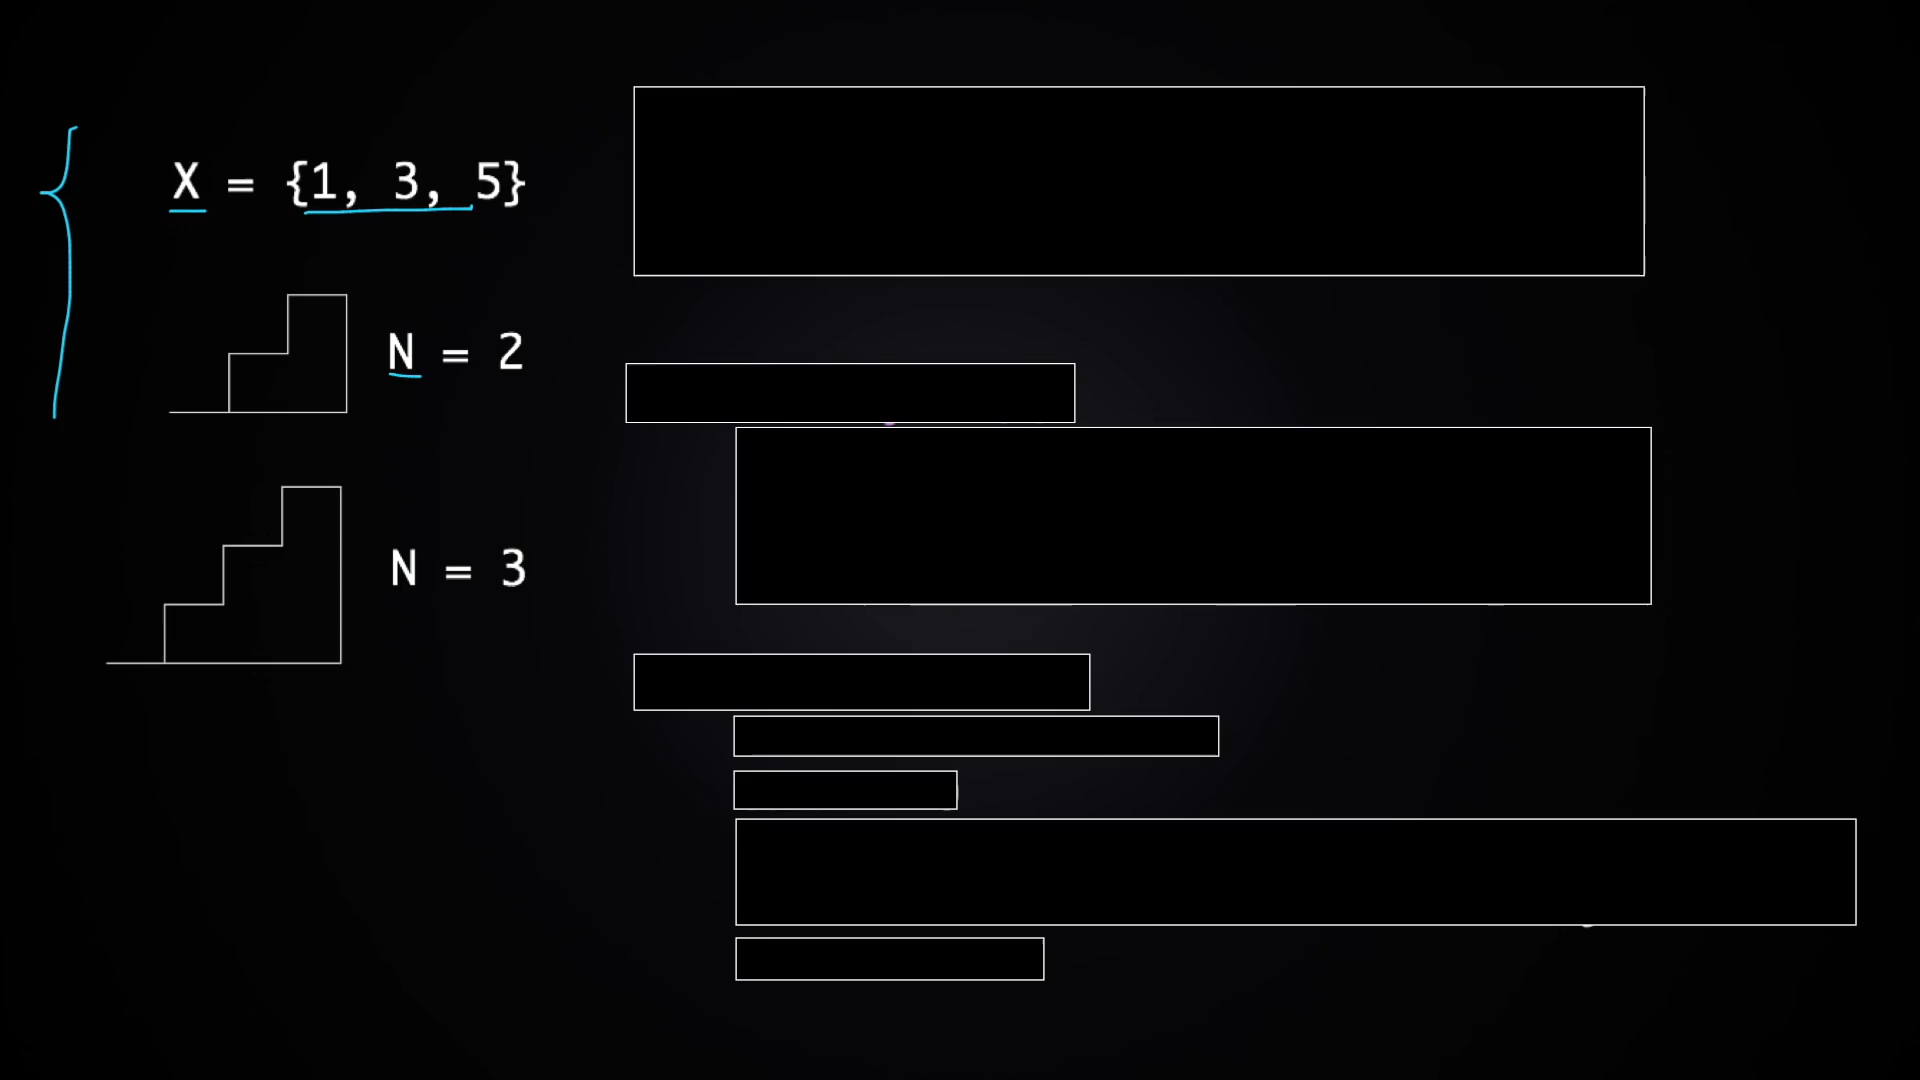 X = {1, 3, 5}
N = 2
N = 3